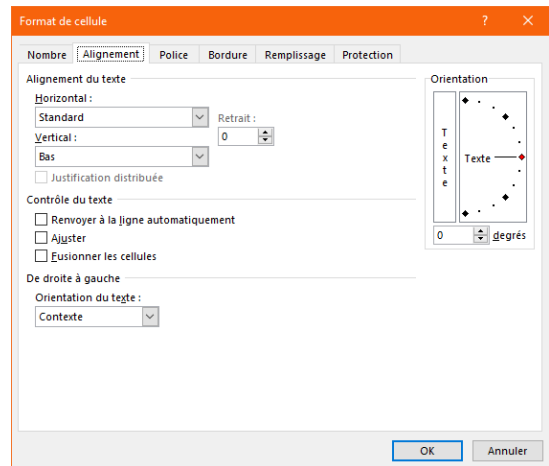 Format de cellule ? ×
Nombre Alignement Police Bordure Remplissage Protection
Alignement du texte
Horizontal :
Standard
Retrait :
Vertical :
0
Bas
Justification distribuée
Contrôle du texte
Renvoyer à la ligne automatiquement
Ajuster
Fusionner les cellules
De droite à gauche
Orientation du texte :
Contexte
Orientation
T
e
x
t
e
Texte
0 degrés
OK Annuler